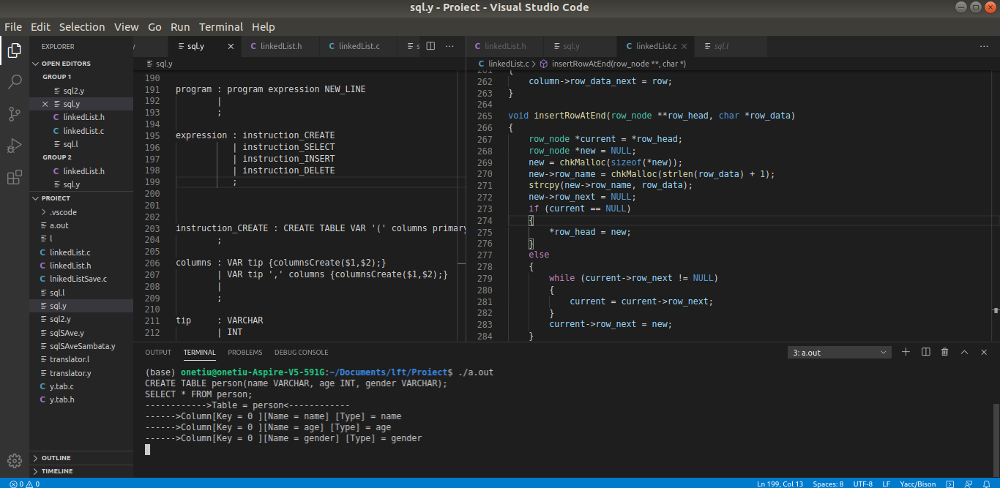 sql.y - Proiect - Visual Studio Code
File Edit Selection View Go Run Terminal Help
EXPLORER
OPEN EDITORS
GROUP 1
sql2.y
sql.y
linkedList.h
linkedList.c
sql.l
GROUP 2
linkedList.h
sql.y
PROIECT
.vscode
a.out
l
linkedList.c
linkedList.h
lnikedListSave.c
sql.l
sql.y
sql2.y
sqlSAve.y
sqlSAveSambata.y
translator.l
translator.y
y.tab.c
y.tab.h
OUTLINE
TIMELINE
sql.y linkedList.h linkedList.c
sql.y
190
191 program : program expression NEW_LINE
192 |
193 ;
194
195 expression : instruction_CREATE
196 | instruction_SELECT
197 | instruction_INSERT
198 | instruction_DELETE
199 ;
200
201
202
203 instruction_CREATE : CREATE TABLE VAR '(' columns primary
204 ;
205
206 columns : VAR tip {columnsCreate($1,$2);}
207 | VAR tip ',' columns {columnsCreate($1,$2);}
208 |
209 ;
210
211 tip : VARCHAR
212 | INT
linkedList.h sql.y linkedList.c sql.l
linkedList.c > insertRowAtEnd(row_node **, char *)
261 {
262 column->row_data_next = row;
263 }
264
265 void insertRowAtEnd(row_node **row_head, char *row_data)
266 {
267 row_node *current = *row_head;
268 row_node *new = NULL;
269 new = chkMalloc(sizeof(*new));
270 new->row_name = chkMalloc(strlen(row_data) + 1);
271 strcpy(new->row_name, row_data);
272 new->row_next = NULL;
273 if (current == NULL)
274 {
275 *row_head = new;
276 }
277 else
278 {
279 while (current->row_next != NULL)
280 {
281 current = current->row_next;
282 }
283 current->row_next = new;
284 }
OUTPUT TERMINAL PROBLEMS DEBUG CONSOLE 3: a.out
(base) onetiu@onetiu-Aspire-V5-591G:~/Documents/lft/Proiect$ ./a.out
CREATE TABLE person(name VARCHAR, age INT, gender VARCHAR);
SELECT * FROM person;
------------>Table = person<------------
------>Column[Key = 0 ][Name = name] [Type] = name
------>Column[Key = 0 ][Name = age] [Type] = age
------>Column[Key = 0 ][Name = gender] [Type] = gender
0 0 Ln 199, Col 13 Spaces: 8 UTF-8 LF Yacc/Bison